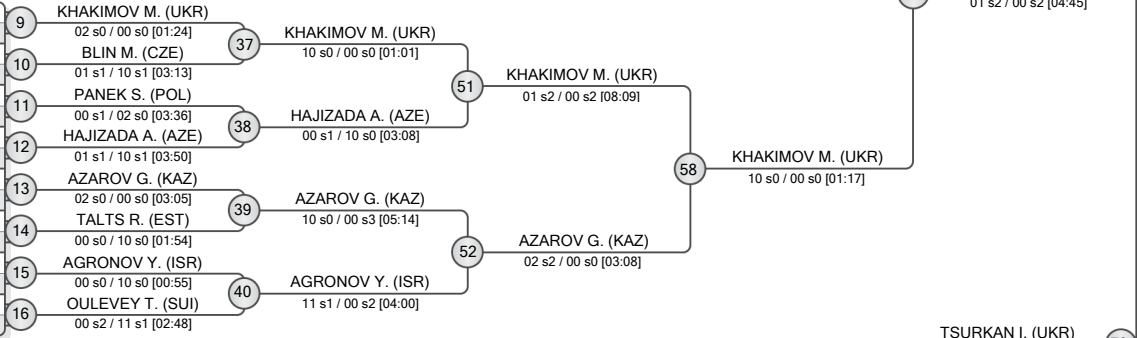 01 s2 / 00 s2 [04:45]
9
KHAKIMOV M. (UKR)
02 s0 / 00 s0 [01:24]
37
KHAKIMOV M. (UKR)
10 s0 / 00 s0 [01:01]
10
BLIN M. (CZE)
01 s1 / 10 s1 [03:13]
51
KHAKIMOV M. (UKR)
01 s2 / 00 s2 [08:09]
11
PANEK S. (POL)
00 s1 / 02 s0 [03:36]
38
HAJIZADA A. (AZE)
00 s1 / 10 s0 [03:08]
12
HAJIZADA A. (AZE)
01 s1 / 10 s1 [03:50]
58
KHAKIMOV M. (UKR)
10 s0 / 00 s0 [01:17]
13
AZAROV G. (KAZ)
02 s0 / 00 s0 [03:05]
39
AZAROV G. (KAZ)
10 s0 / 00 s3 [05:14]
14
TALTS R. (EST)
00 s0 / 10 s0 [01:54]
52
AZAROV G. (KAZ)
02 s2 / 00 s0 [03:08]
15
AGRONOV Y. (ISR)
00 s0 / 10 s0 [00:55]
40
AGRONOV Y. (ISR)
11 s1 / 00 s2 [04:00]
16
OULEVEY T. (SUI)
00 s2 / 11 s1 [02:48]
TSURKAN I. (UKR)